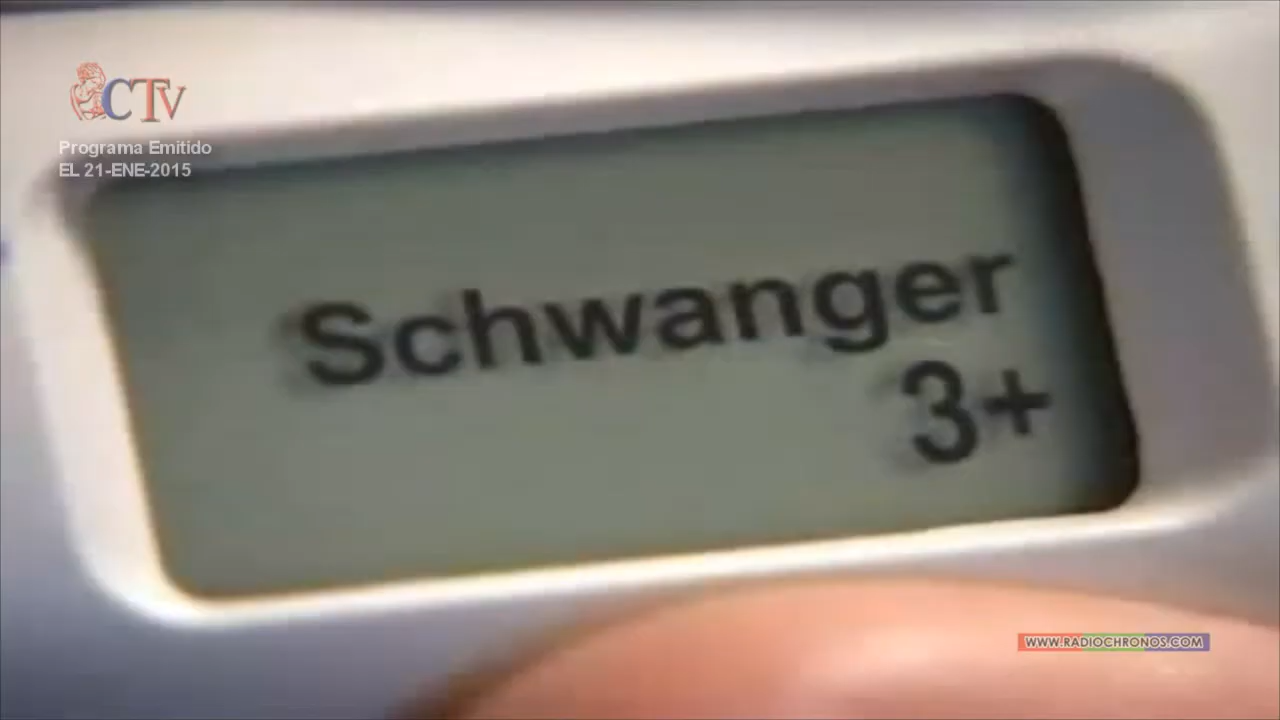 CTV
Programa Emitido
EL 21-ENE-2015
Schwanger
3+
WWW.RADIOCHRONOS.COM